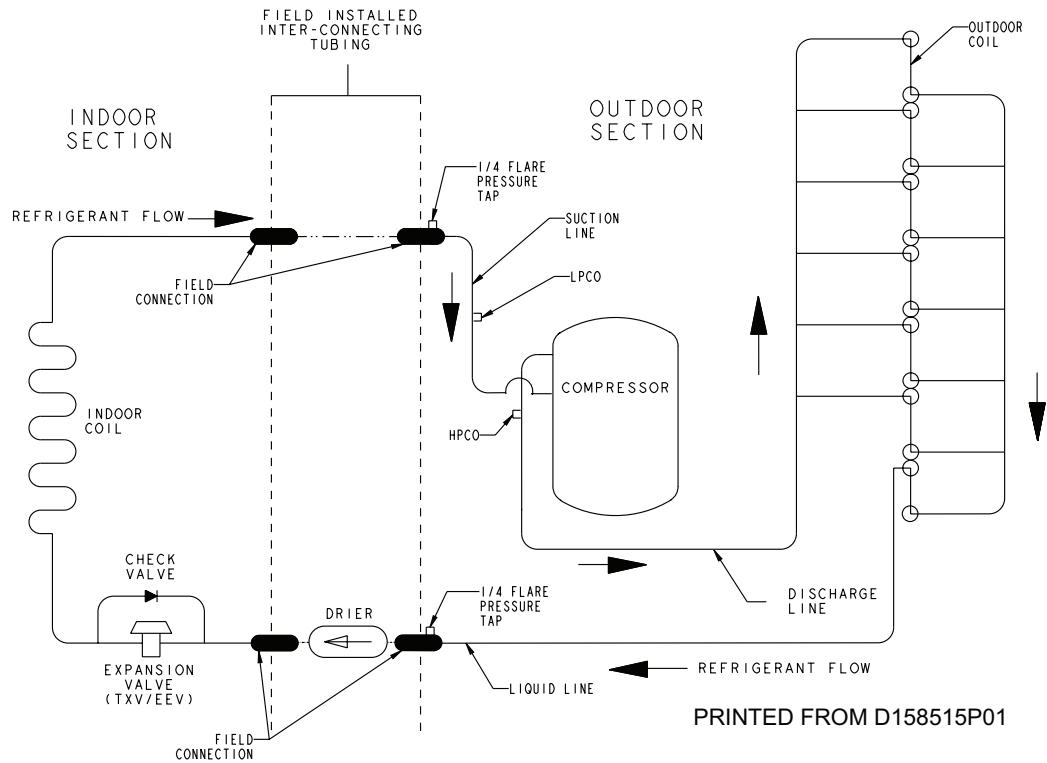 FIELD INSTALLED
INTER-CONNECTING
TUBING
OUTDOOR
COIL
INDOOR
SECTION
OUTDOOR
SECTION
1/4 FLARE
PRESSURE
TAP
REFRIGERANT FLOW
SUCTION
LINE
FIELD
CONNECTION
LPCO
COMPRESSOR
INDOOR
COIL
HPCO
CHECK
VALVE
DRIER
1/4 FLARE
PRESSURE
TAP
DISCHARGE
LINE
EXPANSION
VALVE
(TXV/EEV)
LIQUID LINE
REFRIGERANT FLOW
PRINTED FROM D158515P01
FIELD
CONNECTION